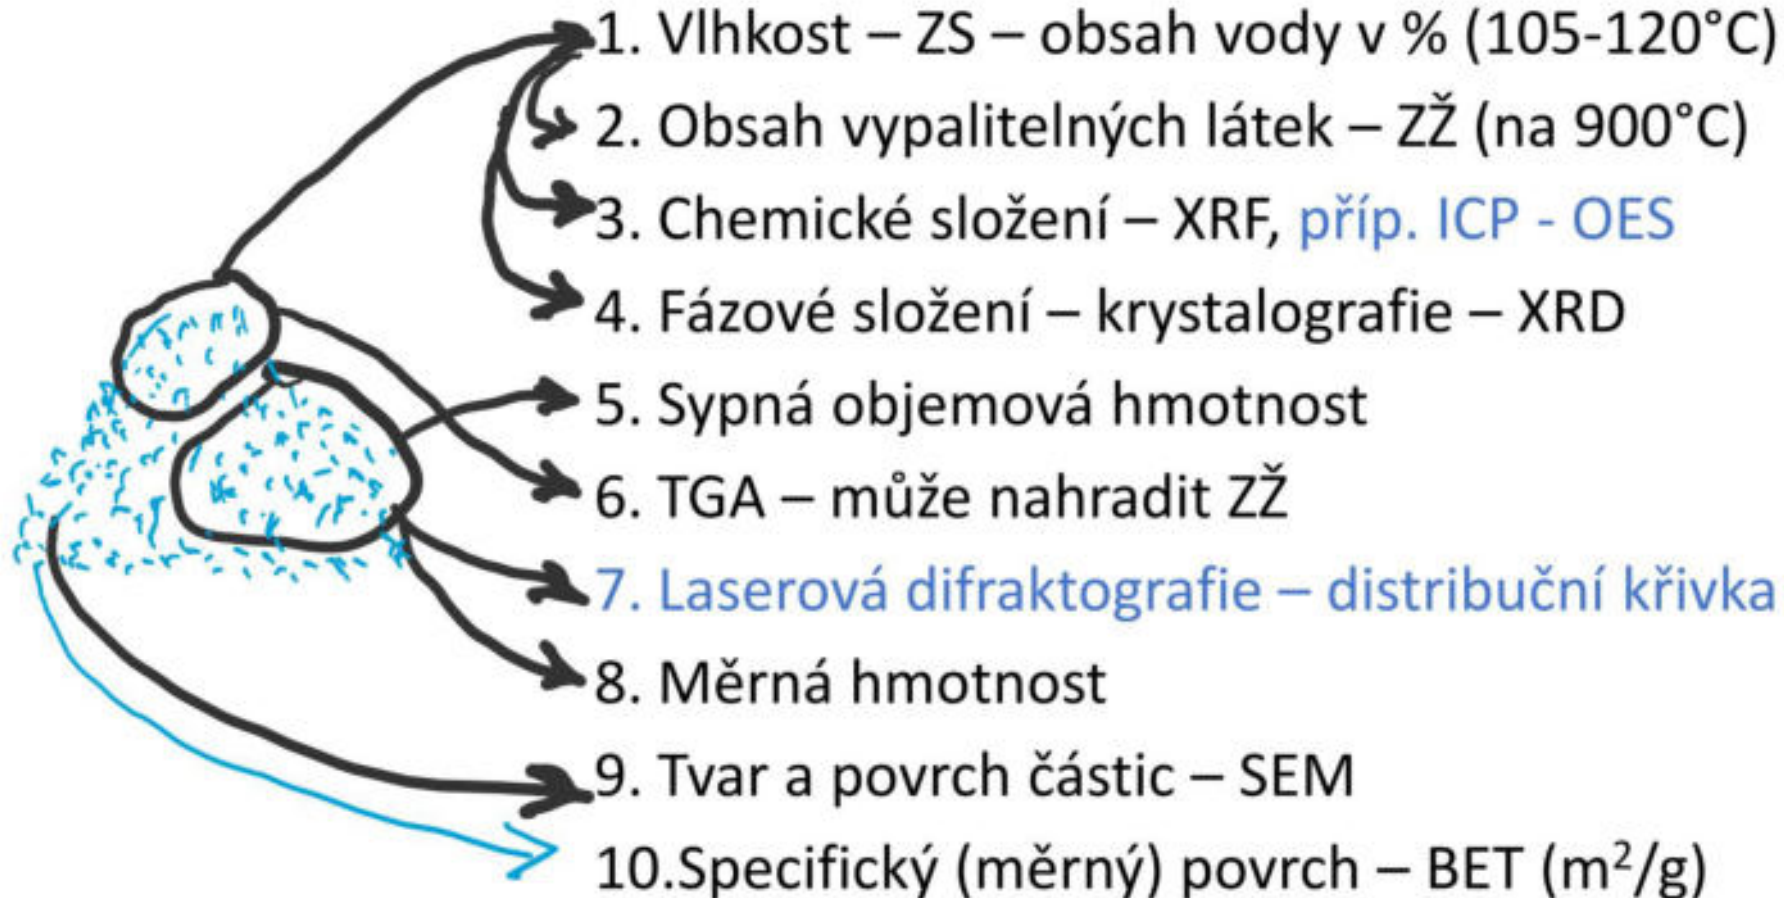 1. Vlhkost – ZS – obsah vody v % (105-120°C)
2. Obsah vypalitelných látek – ZŽ (na 900°C)
3. Chemické složení – XRF, příp. ICP - OES
4. Fázové složení – krystalografie – XRD
5. Sypná objemová hmotnost
6. TGA – může nahradit ZŽ
7. Laserová difraktografie – distribuční křivka
8. Měrná hmotnost
9. Tvar a povrch částic – SEM
10.Specifický (měrný) povrch – BET (m²/g)